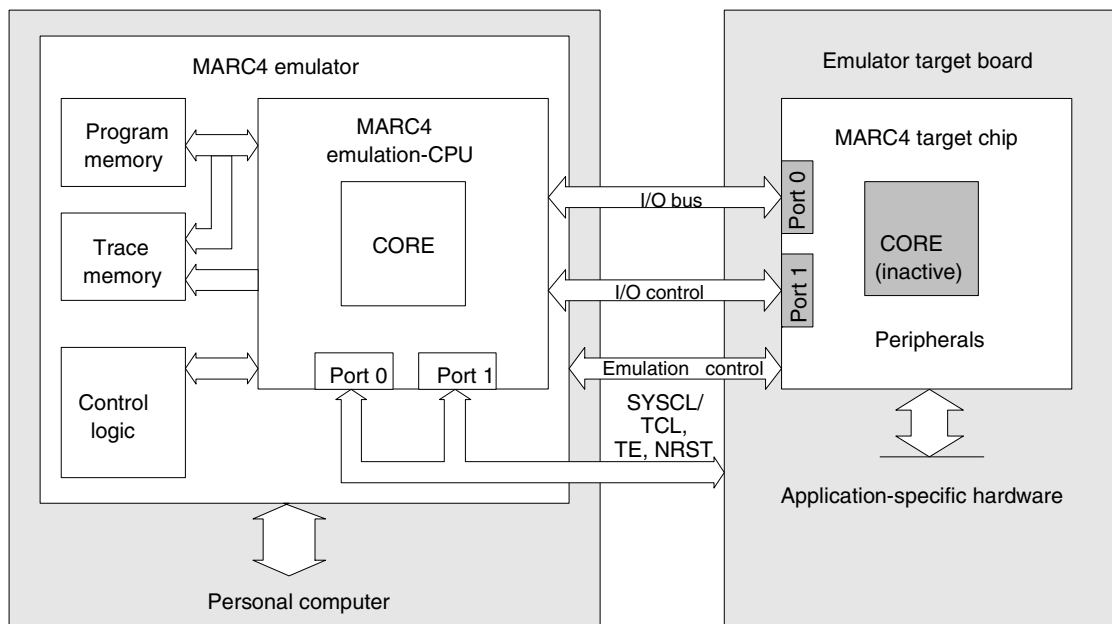 MARC4 emulator
Program
memory
Trace
memory
Control
logic
MARC4
emulation-CPU
CORE
Port 0
Port 1
I/O bus
I/O control
Emulation control
SYSCL/
TCL,
TE, NRST
Personal computer
Emulator target board
MARC4 target chip
Port 0
Port 1
CORE
(inactive)
Peripherals
Application-specific hardware